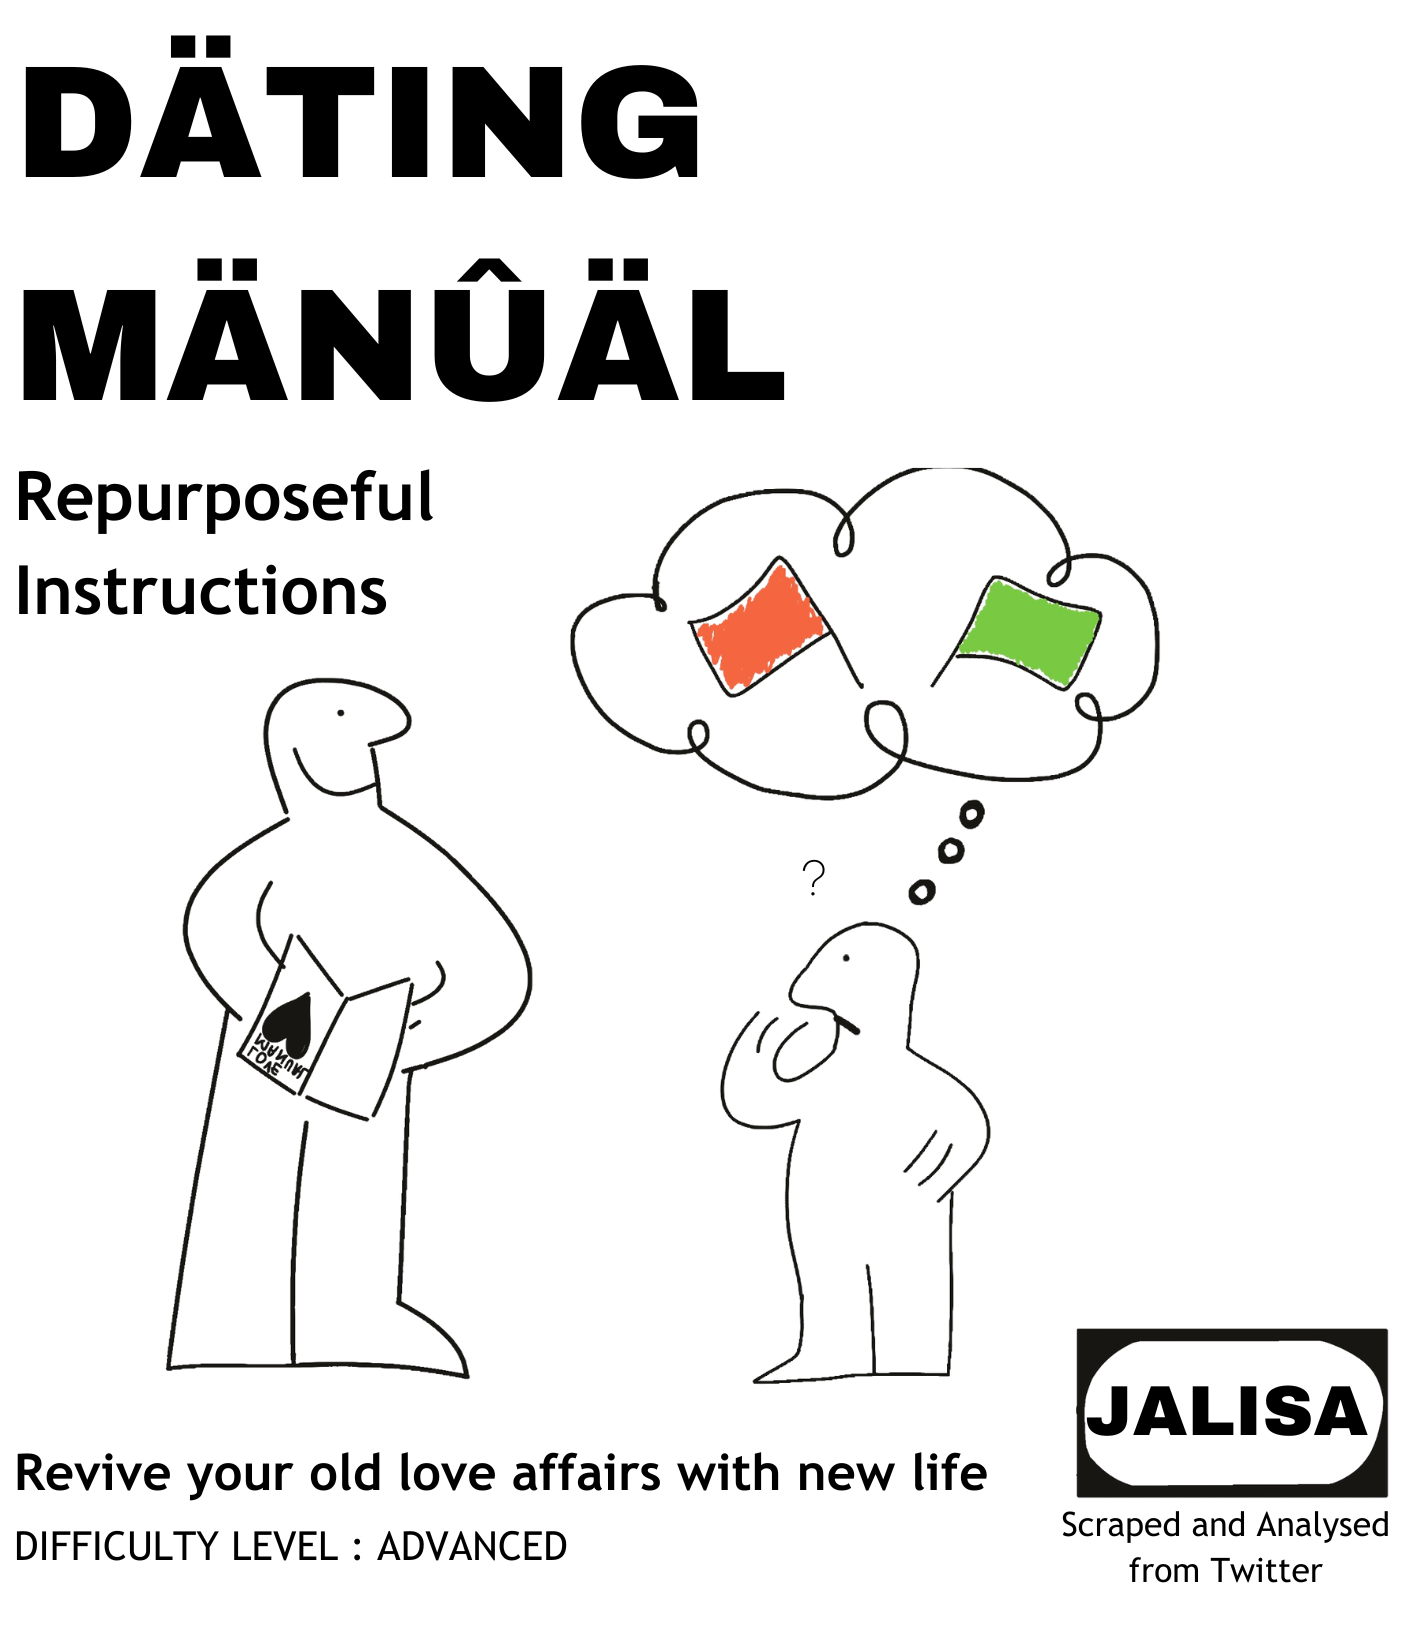 DÄTING
MÄNÛÄL
Repurposeful
Instructions
?
LOVE
MANUAL
Revive your old love affairs with new life
DIFFICULTY LEVEL : ADVANCED
JALISA
Scraped and Analysed
from Twitter